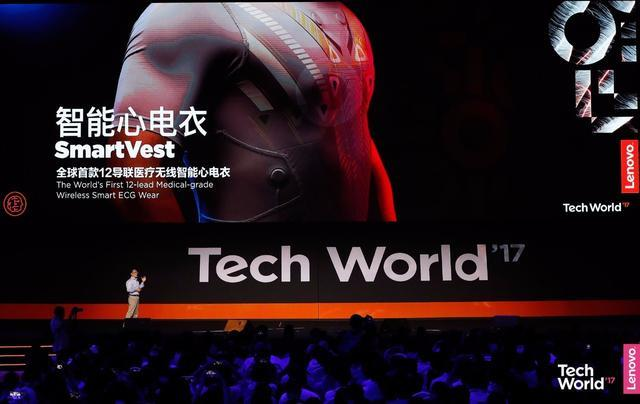 智能心电衣
SmartVest
全球首款12导联医疗无线智能心电衣
The World's First 12-lead Medical-grade
Wireless Smart ECG Wear
Lenovo
Tech World'17
Tech World'17
Tech
World'17
Lenovo